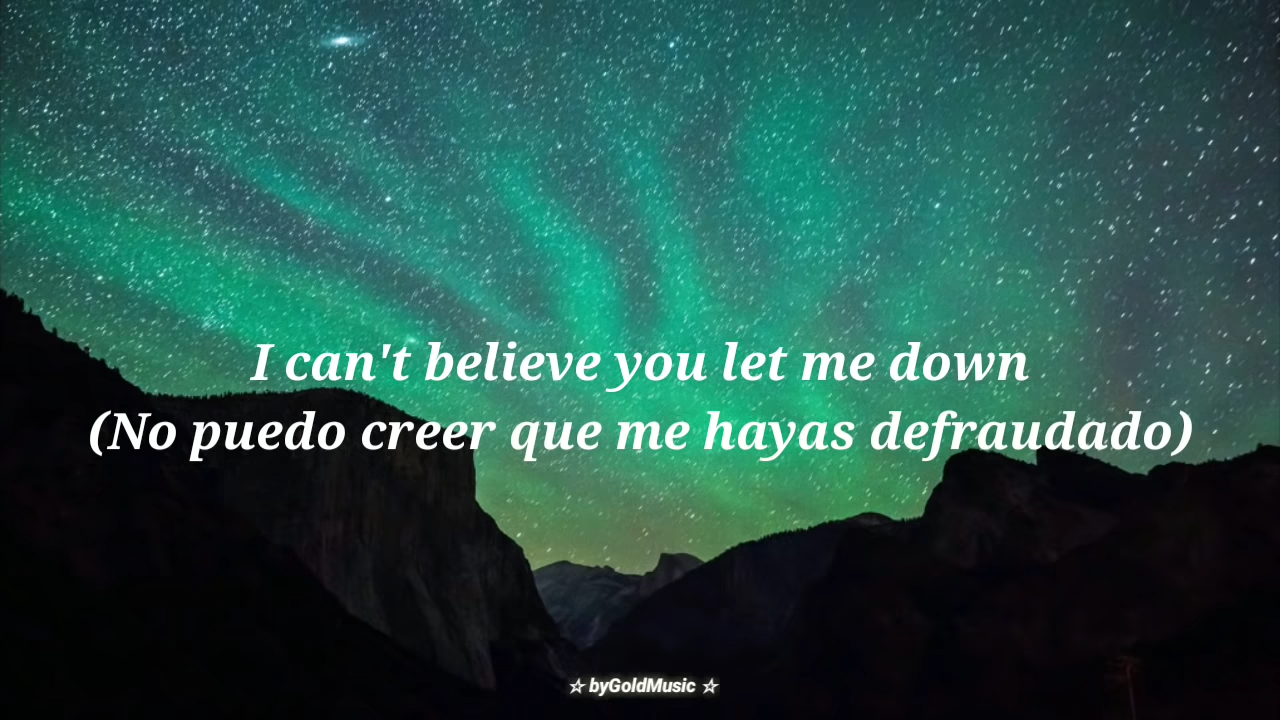 I can't believe you let me down
(No puedo creer que me hayas defraudado)
☆ byGoldMusic ☆